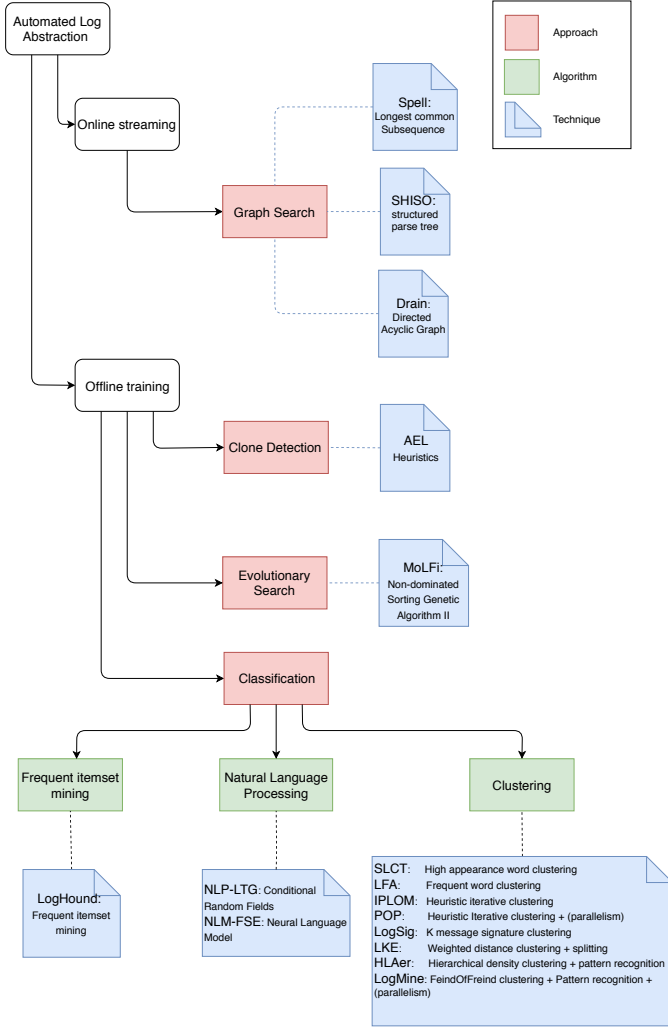 Automated Log
Abstraction
Approach
Algorithm
Technique
Online streaming
Spell:
Longest common
Subsequence
Graph Search
SHISO:
structured
parse tree
Drain:
Directed
Acyclic Graph
Offline training
Clone Detection
AEL
Heuristics
Evolutionary
Search
MoLFi:
Non-dominated
Sorting Genetic
Algorithm II
Classification
Frequent itemset
mining
Natural Language
Processing
Clustering
LogHound:
Frequent itemset
mining
NLP-LTG: Conditional
Random Fields
NLM-FSE: Neural Language
Model
SLCT: High appearance word clustering
LFA: Frequent word clustering
IPLOM: Heuristic iterative clustering
POP: Heuristic Iterative clustering + (parallelism)
LogSig: K message signature clustering
LKE: Weighted distance clustering + splitting
HLAer: Hierarchical density clustering + pattern recognition
LogMine: FeindOfFreind clustering + Pattern recognition +
(parallelism)